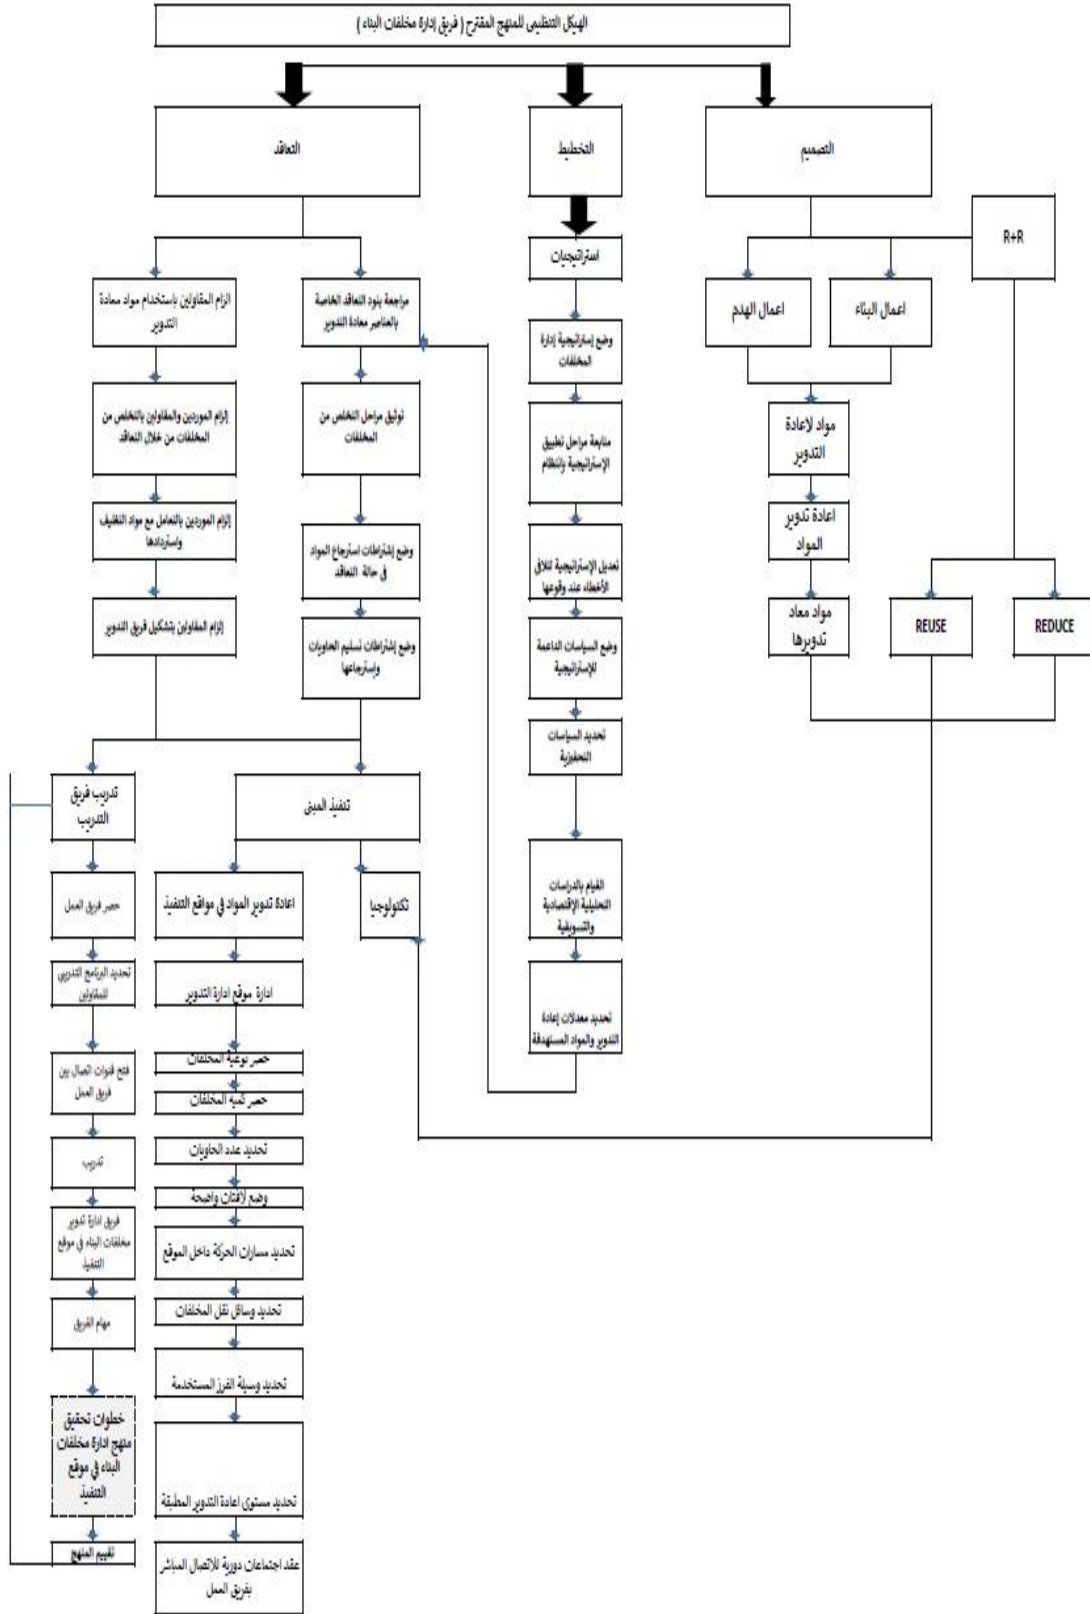 الهيكل التنظيمى للمنهج المقترح ( فريق إدارة مخلفات البناء )
التصميم
التخطيط
التعاقد
R+R
اعمال البناء
اعمال الهدم
مواد لاعادة
التدوير
اعادة تدوير
المواد
مواد معاد
تدويرها
REUSE
REDUCE
استراتيجيات
وضع إستراتيجية إدارة
المخلفات
متابعة مراحل تطبيق
الإستراتيجية والنظام
تعديل الإستراتيجية لتلافى
الأخطاء عند وقوعها
وضع السياسات الداعمة
للإستراتيجية
تحديد السياسات
التحفيزية
القيام بالدراسات
التحليلية الإقتصادية
والتسويقية
تحديد معدلات إعادة
التدوير والمواد المستهدفة
مراجعة بنود التعاقد الخاصة
بالعناصر معادة التدوير
توثيق مراحل التخلص من
المخلفات
وضع إشتراطات استرجاع المواد
فى حالة التعاقد
وضع إشتراطات تسليم الحاويات
وإسترجاعها
الزام المقاولين باستخدام مواد معادة
التدوير
إلزام الموردين والمقاولين بالتخلص من
المخلفات من خلال التعاقد
إلزام الموردين بالتعامل مع مواد التغليف
واستردادها
إلزام المقاولين بتشكيل فريق التدوير
تنفيذ المبنى
تكنولوجيا
اعادة تدوير المواد في مواقع التنفيذ
ادارة موقع ادارة التدوير
حصر نوعية المخلفات
حصر كميه المخلفات
تحديد عدد الحاويات
وضع لافتات واضحة
تحديد مسارات الحركة داخل الموقع
تحديد وسائل نقل المخلفات
تحديد وسيلة الفرز المستخدمة
تحديد مستوى اعادة التدوير المطبقة
عقد اجتماعات دورية للاتصال المباشر
بفريق العمل
تدريب فريق
التدريب
حصر فريق العمل
تحديد البرنامج التدريبي
للمقاولين
فتح قنوات اتصال بين
فريق العمل
تدريب
فريق ادارة تدوير
مخلفات البناء في موقع
التنفيذ
مهام الفريق
خطوات تحقيق
منهج ادارة مخلفات
البناء في موقع
التنفيذ
تقييم المنهج